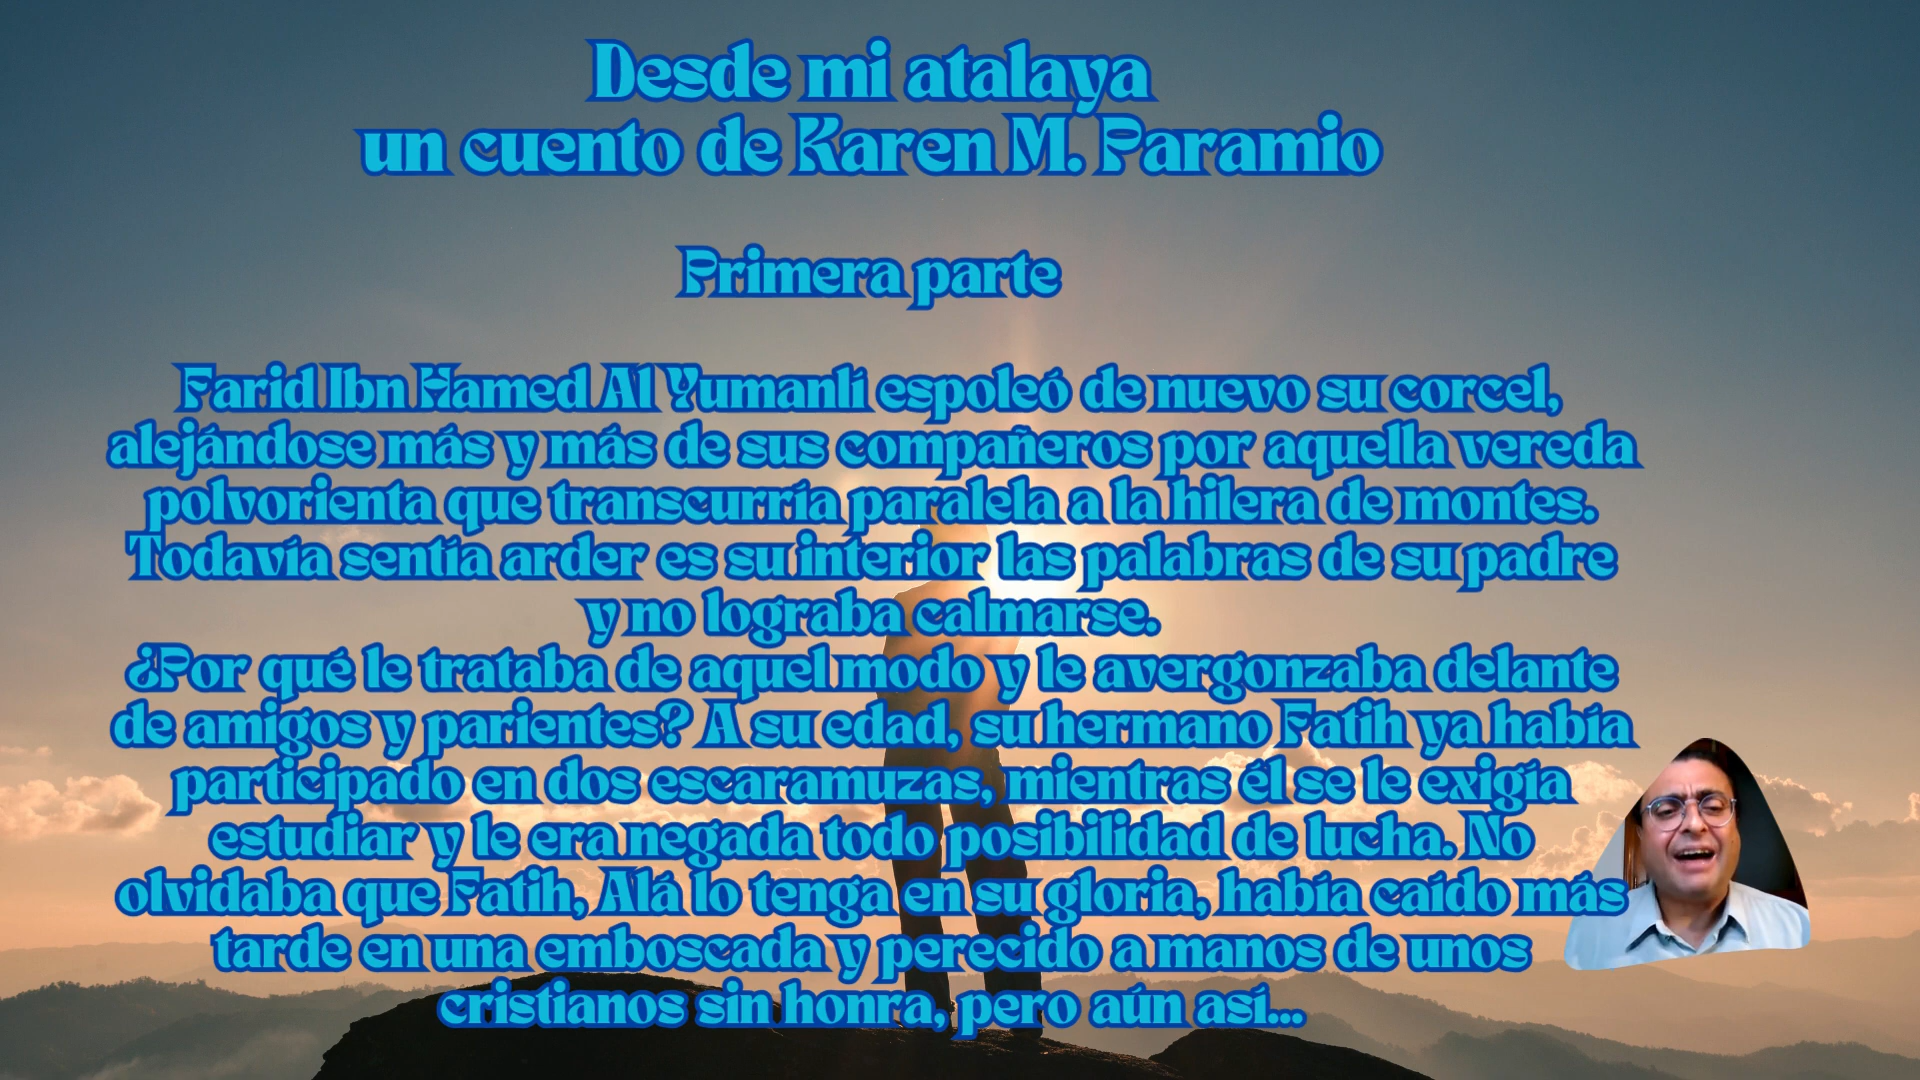 Desde mi atalaya
un cuento de Karen M. Paramio
Primera parte
Farid Ibn Hamed Al Yumanlí espoleó de nuevo su corcel,
alejándose más y más de sus compañeros por aquella vereda
polvorienta que transcurría paralela a la hilera de montes.
Todavía sentía arder es su interior las palabras de su padre
y no lograba calmarse.
¿Por qué le trataba de aquel modo y le avergonzaba delante
de amigos y parientes? A su edad, su hermano Fatih ya había
participado en dos escaramuzas, mientras él se le exigía
estudiar y le era negada todo posibilidad de lucha. No
olvidaba que Fatih, Alá lo tenga en su gloria, había caído más
tarde en una emboscada y perecido a manos de unos
cristianos sin honra, pero aún así...